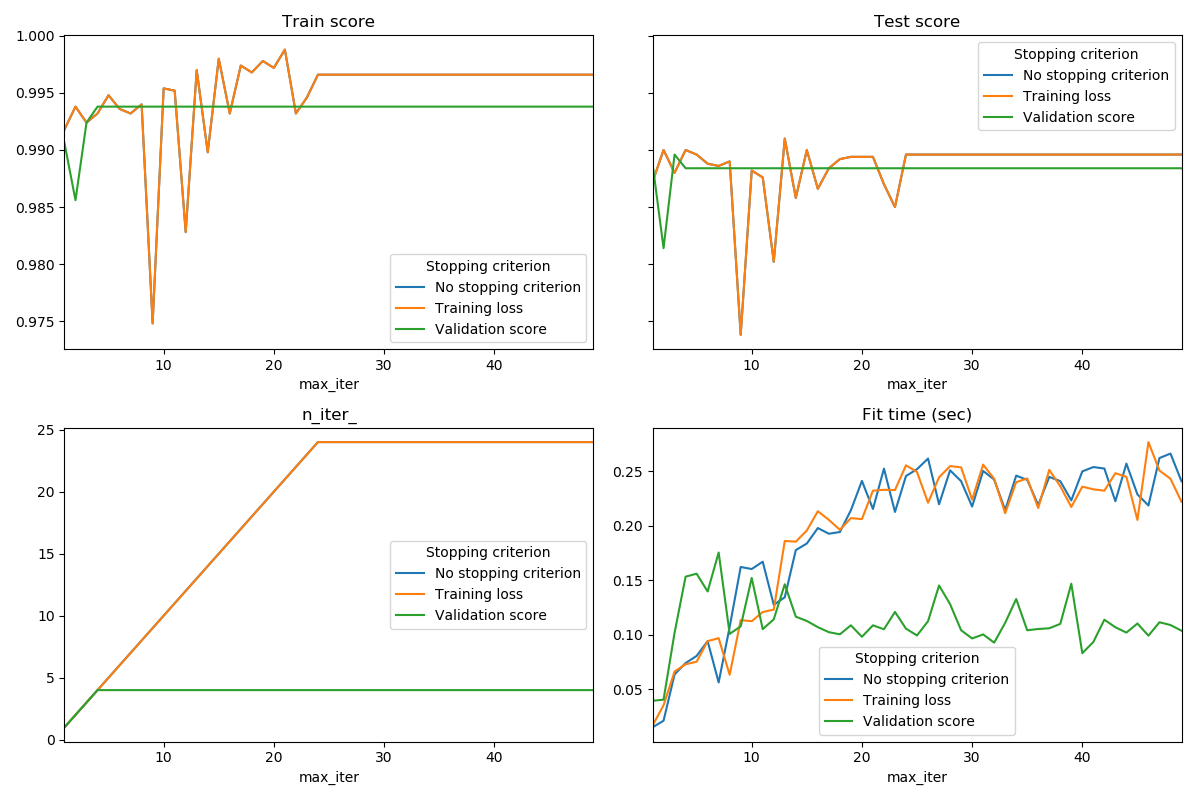 Train score
1.000
0.995
0.990
0.985
0.980
0.975
Stopping criterion
No stopping criterion
Training loss
Validation score
10 20 30 40
max_iter
Test score
Stopping criterion
No stopping criterion
Training loss
Validation score
10 20 30 40
max_iter
n_iter_
25
20
15
10
5
0
Stopping criterion
No stopping criterion
Training loss
Validation score
10 20 30 40
max_iter
Fit time (sec)
0.25
0.20
0.15
0.10
0.05
Stopping criterion
No stopping criterion
Training loss
Validation score
10 20 30 40
max_iter